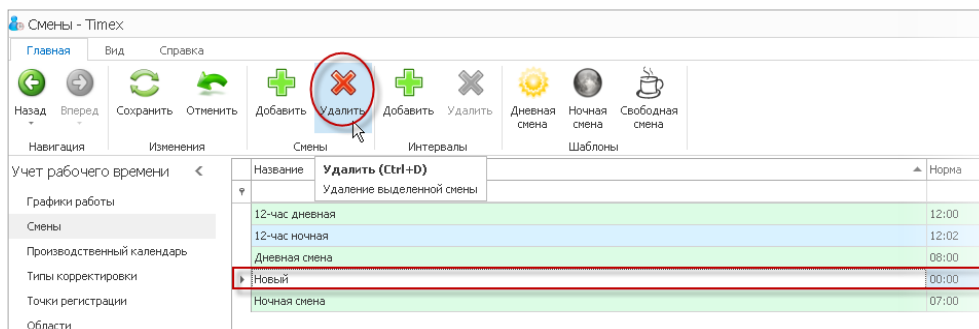 Смены - Timex
Главная Вид Справка
Назад Вперед Сохранить Отменить Добавить Удалить Добавить Удалить Дневная смена Ночная смена Свободная смена
Навигация Изменения Смены Интервалы Шаблоны
Учет рабочего времени
Название
Норма
Удалить (Ctrl+D)
Удаление выделенной смены
Графики работы
Смены
Производственный календарь
Типы корректировки
Точки регистрации
Области
12-час дневная 12:00
12-час ночная 12:02
Дневная смена 08:00
Новый 00:00
Ночная смена 07:00